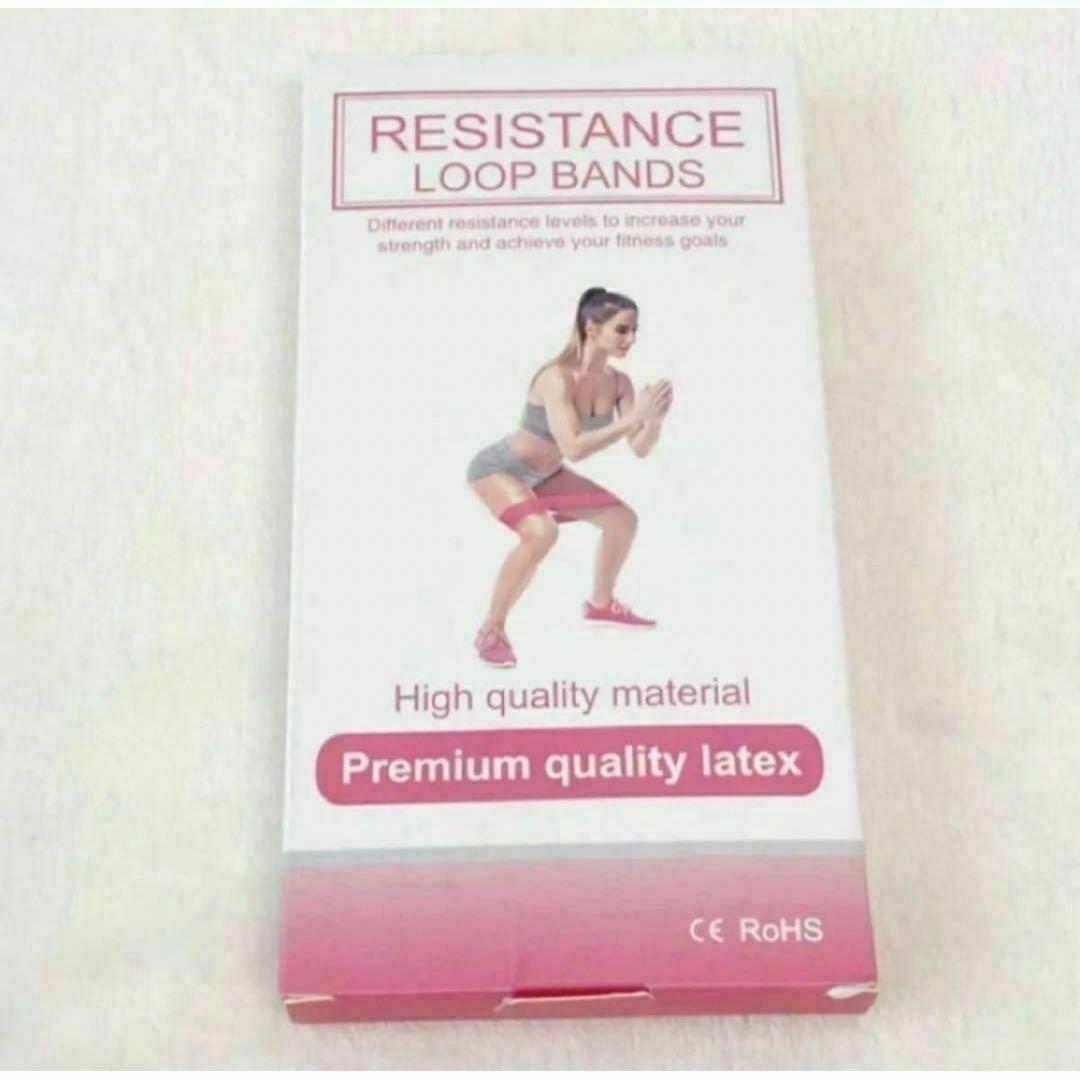 RESISTANCE
LOOP BANDS
Different resistance levels to increase your
strength and achieve your fitness goals
High quality material
Premium quality latex
CE RoHS